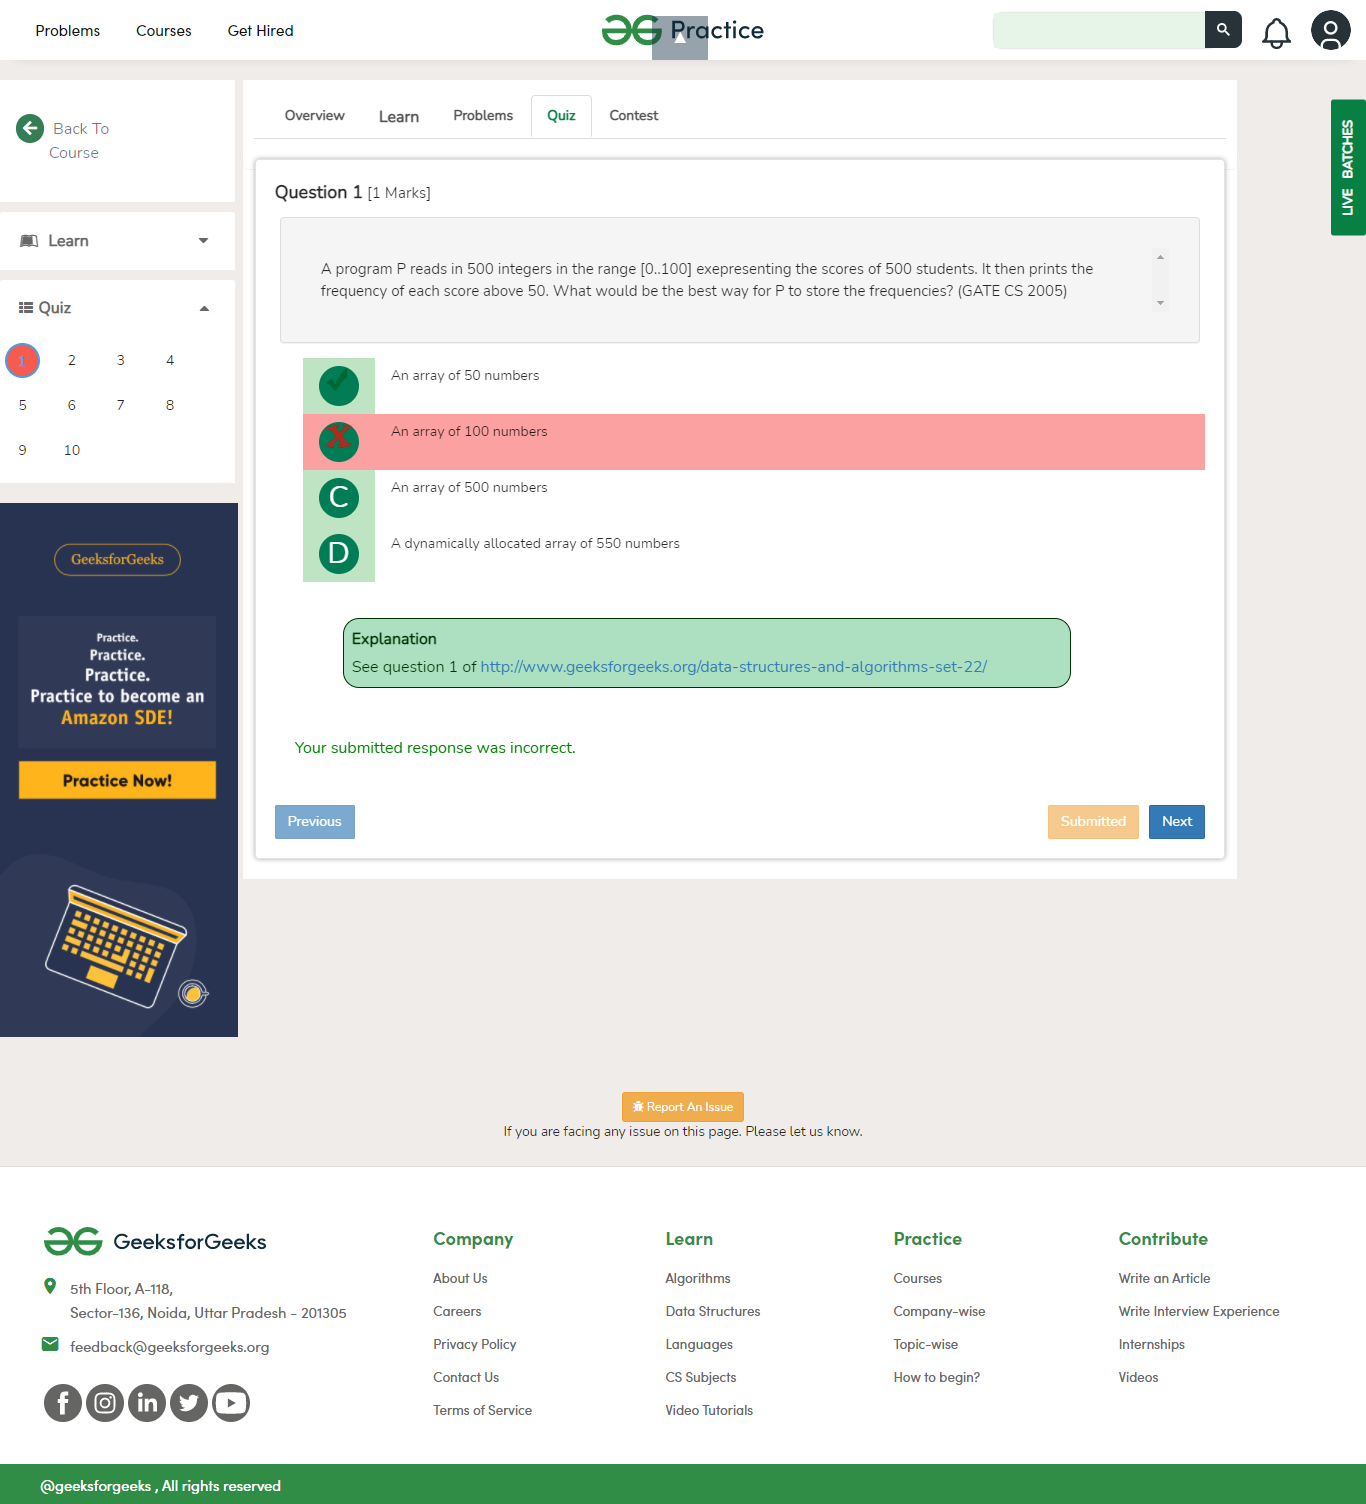 Problems
Courses
Get Hired
Practice
Back To
Course
Learn
Quiz
1 2 3 4
5 6 7 8
9 10
GeeksforGeeks
Practice.
Practice.
Practice.
Practice to become an
Amazon SDE!
Practice Now!
Overview
Learn
Problems
Quiz
Contest
LIVE BATCHES
Question 1 [1 Marks]
A program P reads in 500 integers in the range [0..100] exepresenting the scores of 500 students. It then prints the
frequency of each score above 50. What would be the best way for P to store the frequencies? (GATE CS 2005)
An array of 50 numbers
X An array of 100 numbers
C An array of 500 numbers
D A dynamically allocated array of 550 numbers
Explanation
See question 1 of http://www.geeksforgeeks.org/data-structures-and-algorithms-set-22/
Your submitted response was incorrect.
Previous
Submitted
Next
Report An Issue
If you are facing any issue on this page. Please let us know.
GeeksforGeeks
5th Floor, A-118,
Sector-136, Noida, Uttar Pradesh - 201305
feedback@geeksforgeeks.org
Company
About Us
Careers
Privacy Policy
Contact Us
Terms of Service
Learn
Algorithms
Data Structures
Languages
CS Subjects
Video Tutorials
Practice
Courses
Company-wise
Topic-wise
How to begin?
Contribute
Write an Article
Write Interview Experience
Internships
Videos
@geeksforgeeks , All rights reserved